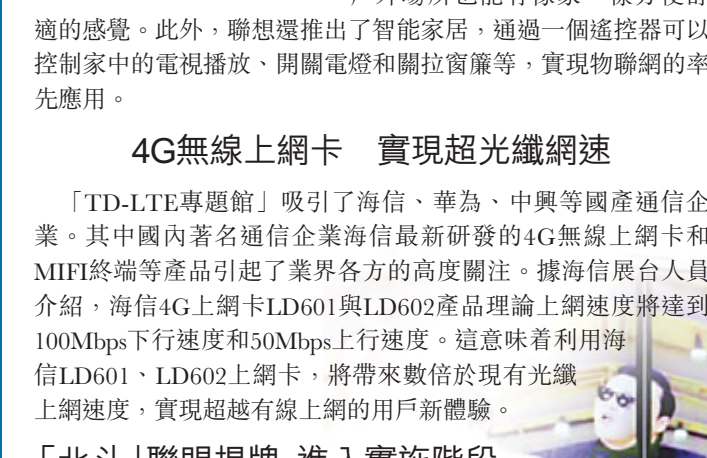 適的感覺。此外，聯想還推出了智能家居，通過一個遙控器可以
控制家中的電視播放、開關電燈和關拉窗簾等，實現物聯網的率
先應用。
4G無線上網卡　實現超光纖網速
「TD-LTE專題館」吸引了海信、華為、中興等國產通信企
業。其中國內著名通信企業海信最新研發的4G無線上網卡和
MIFI終端等產品引起了業界各方的高度關注。據海信展台人員
介紹，海信4G上網卡LD601與LD602產品理論上網速度將達到
100Mbps下行速度和50Mbps上行速度。這意味着利用海
信LD601、LD602上網卡，將帶來數倍於現有光纖
上網速度，實現超越有線上網的用戶新體驗。
「北斗」聯盟揭牌 進入實施階段